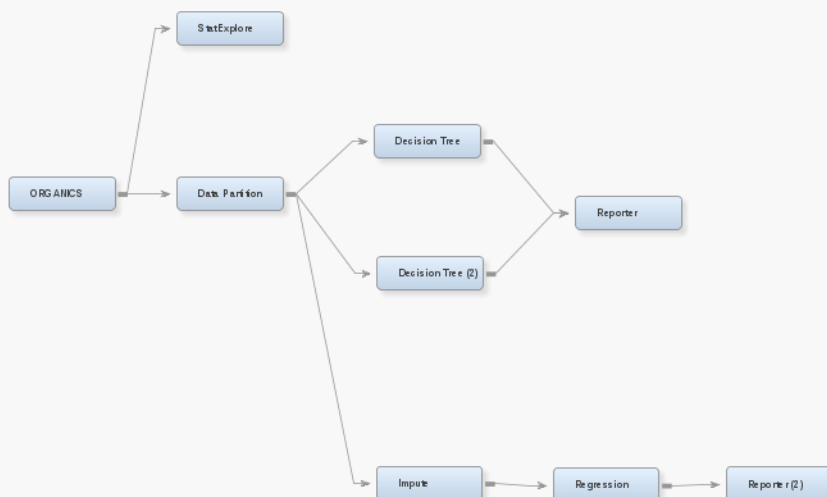 StatExplore
Decision Tree
ORGANICS
Data Partition
Reporter
Decision Tree (2)
Impute
Regression
Reporter (2)